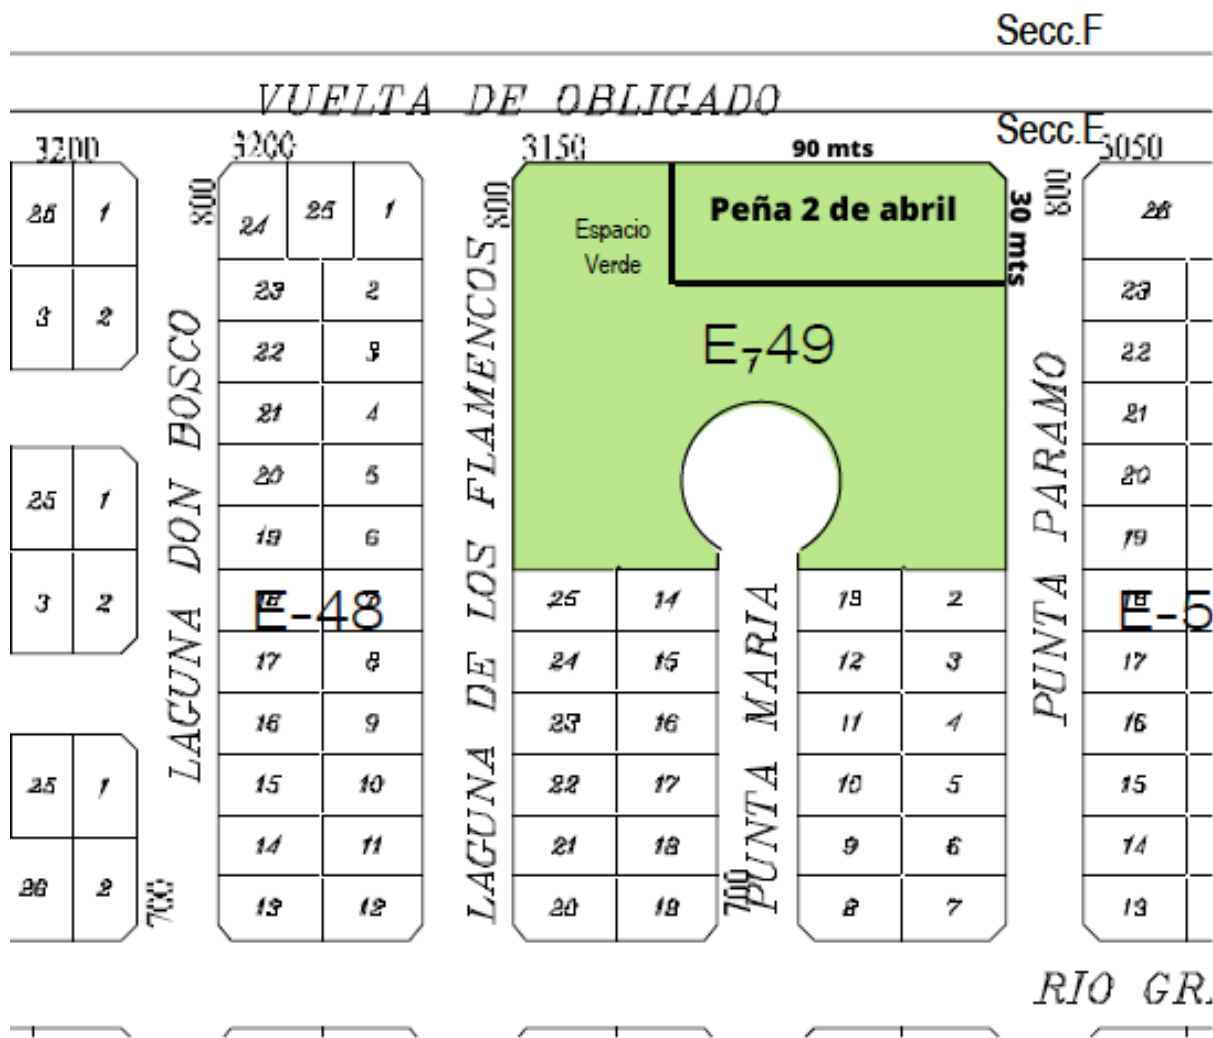 Secc.F
VUELTA DE OBLIGADO
Secc.E
3200
3200
3150
90 mts
3050
800
800
800
26 1
24 25 1
Espacio
Verde
Peña 2 de abril
30 mts
26
3 2
23 2
23
E-49
22 3
22
21 4
21
25 1
20 5
20
19 6
19
3 2
E-48
25 14
13 2
E-5
17 8
24 15
12 3
17
16 9
23 16
11 4
16
25 1
15 10
22 17
10 5
15
14 11
21 18
9 6
14
26 2
13 12
20 19
8 7
13
700
700
LAGUNA DON BOSCO
LAGUNA DE LOS FLAMENCOS
PUNTA MARIA
PUNTA PARAMO
RIO GRA